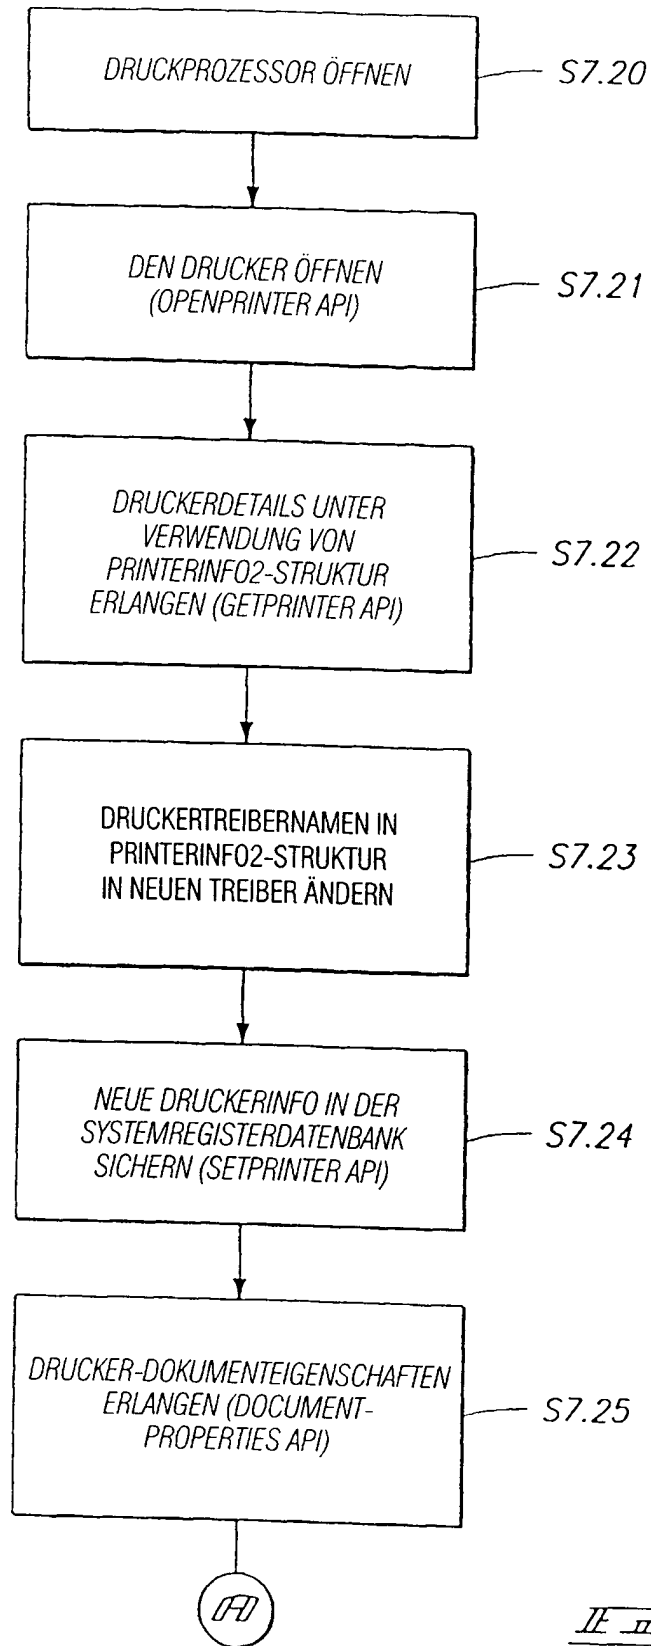 DRUCKPROZESSOR ÖFFNEN
S7.20
DEN DRUCKER ÖFFNEN
(OPENPRINTER API)
S7.21
DRUCKERDETAILS UNTER
VERWENDUNG VON
PRINTERINFO2-STRUKTUR
ERLANGEN (GETPRINTER API)
S7.22
DRUCKERTREIBERNAMEN IN
PRINTERINFO2-STRUKTUR
IN NEUEN TREIBER ÄNDERN
S7.23
NEUE DRUCKERINFO IN DER
SYSTEMREGISTERDATENBANK
SICHERN (SETPRINTER API)
S7.24
DRUCKER-DOKUMENTEIGENSCHAFTEN
ERLANGEN (DOCUMENT-
PROPERTIES API)
S7.25
A